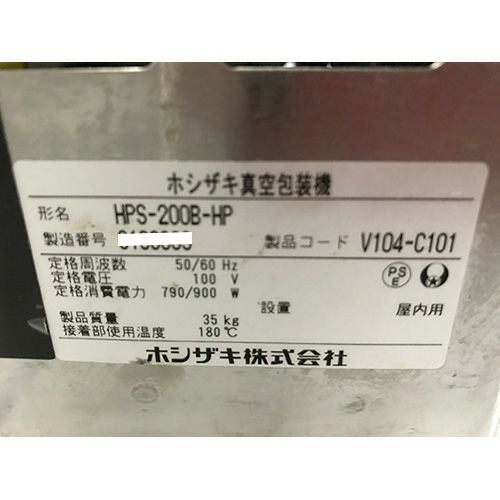 ホシザキ真空包装機
形名 HPS-200B-HP
製造番号 製品コード V104-C101
定格周波数 50/60 Hz
定格電圧 100 V
定格消費電力 790/900 W
PS
E
設置 屋内用
製品質量 35 kg
接着部使用温度 180℃
ホシザキ株式会社